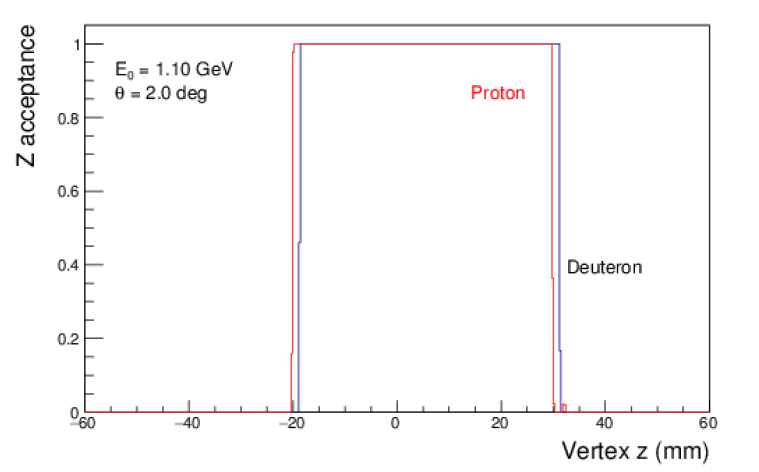 Z acceptance
1
0.8
0.6
0.4
0.2
0
E₀ = 1.10 GeV
θ = 2.0 deg
Proton
Deuteron
−60 −40 −20 0 20 40 60
Vertex z (mm)